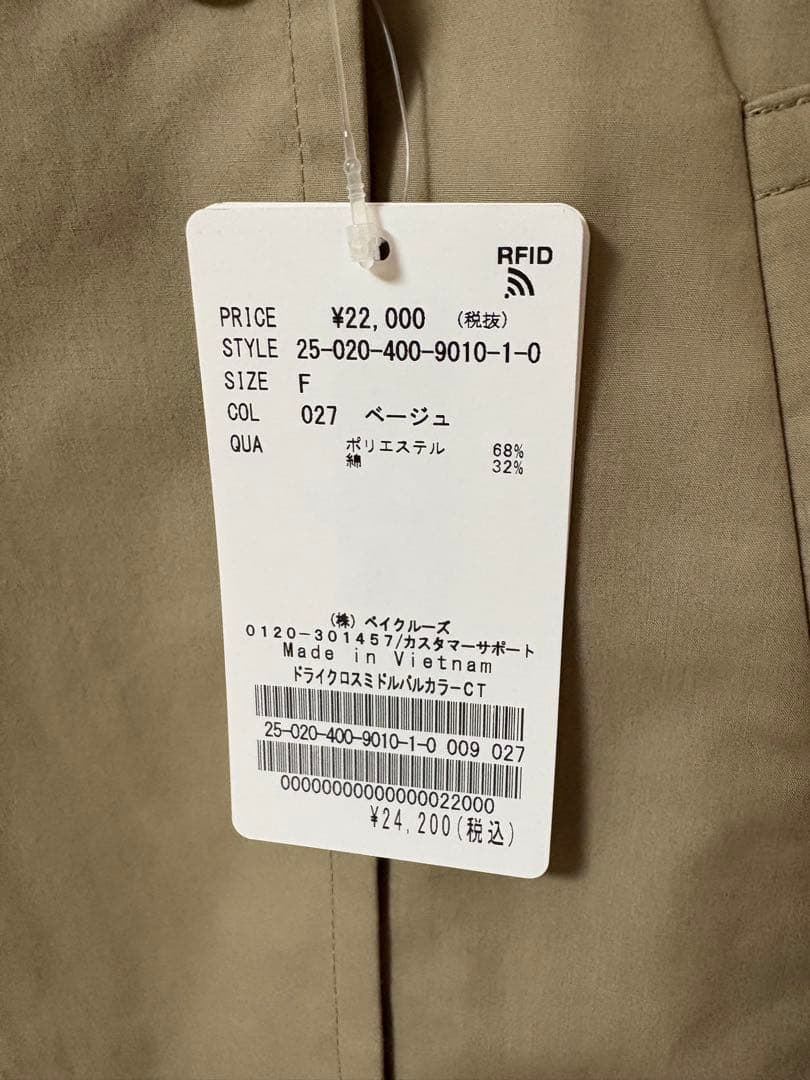 RFID
PRICE ¥22,000 (税抜)
STYLE 25-020-400-9010-1-0
SIZE F
COL 027 ベージュ
QUA ポリエステル 68%
綿 32%
(株) ベイクルーズ
0120-301457/カスタマーサポート
Made in Vietnam
ドライクロスミドルバルカラーCT
25-020-400-9010-1-0 009 027
00000000000000022000
¥24,200(税込)